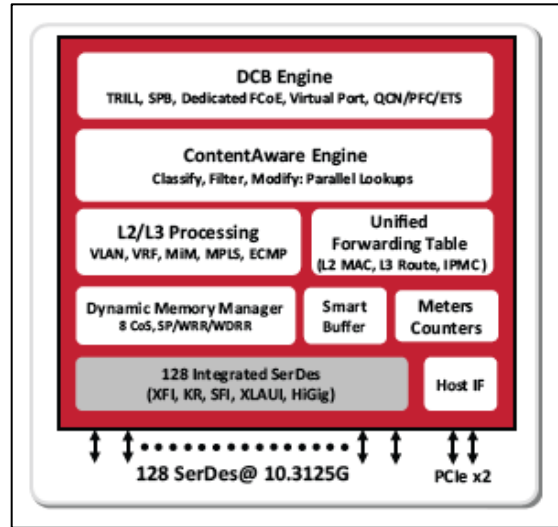 DCB Engine
TRILL, SPB, Dedicated FCoE, Virtual Port, QCN/PFC/ETS
ContentAware Engine
Classify, Filter, Modify: Parallel Lookups
L2/L3 Processing
VLAN, VRF, MiM, MPLS, ECMP
Unified
Forwarding Table
(L2 MAC, L3 Route, IPMC)
Dynamic Memory Manager
8 CoS, SP/WRR/WDRR
Smart
Buffer
Meters
Counters
128 Integrated SerDes
(XFI, KR, SFI, XLAUI, HiGig)
Host IF
128 SerDes@ 10.3125G
PCIe x2